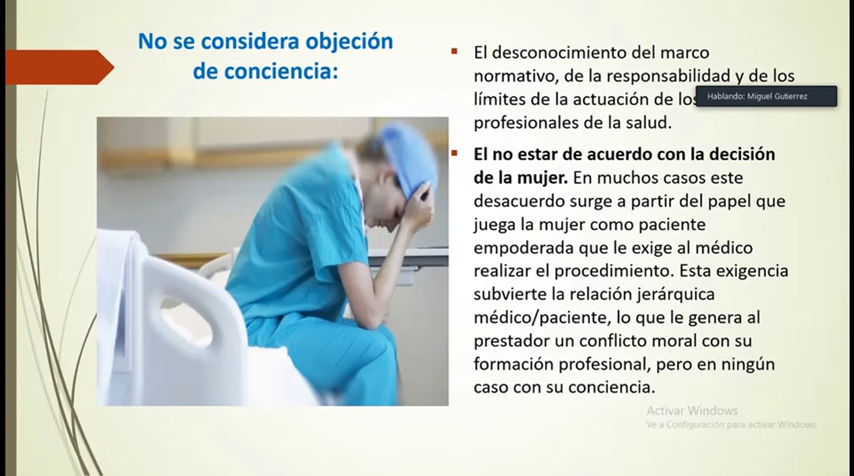 No se considera objeción
de conciencia:
El desconocimiento del marco
normativo, de la responsabilidad y de los
límites de la actuación de los
profesionales de la salud.
Hablando: Miguel Gutierrez
El no estar de acuerdo con la decisión
de la mujer. En muchos casos este
desacuerdo surge a partir del papel que
juega la mujer como paciente
empoderada que le exige al médico
realizar el procedimiento. Esta exigencia
subvierte la relación jerárquica
médico/paciente, lo que le genera al
prestador un conflicto moral con su
formación profesional, pero en ningún
caso con su conciencia.
Activar Windows
Ve a Configuración para activar Windows.